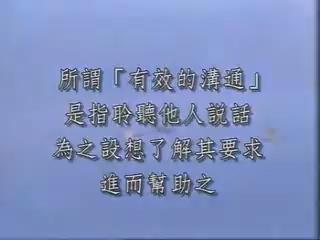 所謂「有效的溝通」
是指聆聽他人説話
為之設想了解其要求
進而幫助之